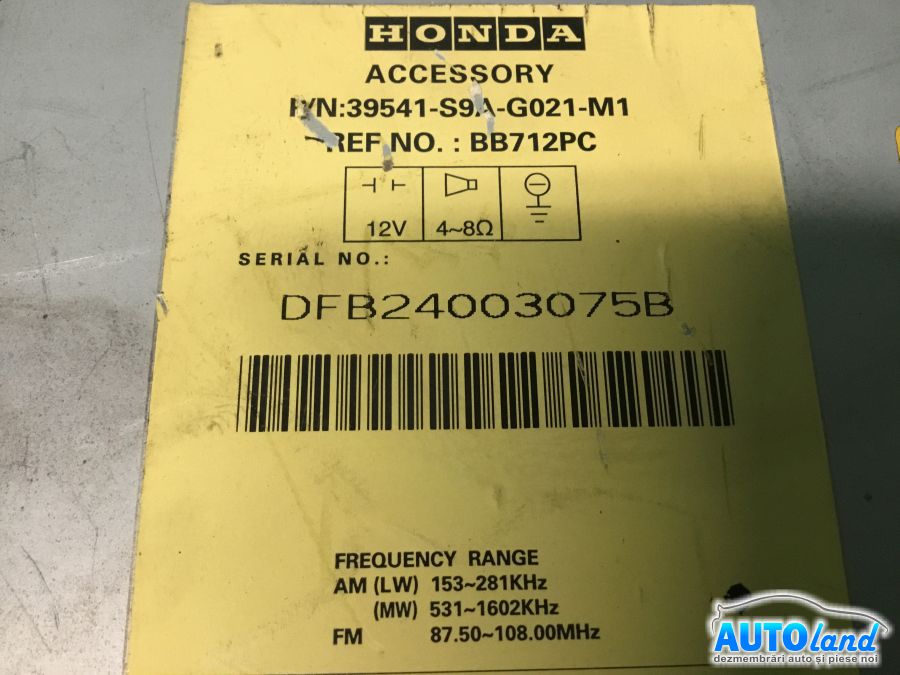 HONDA
ACCESSORY
P/N:39541-S9A-G021-M1
REF NO. : BB712PC
12V 4~8Ω
SERIAL NO.:
DFB24003075B
FREQUENCY RANGE
AM (LW) 153~281KHz
(MW) 531~1602KHz
FM 87.50~108.00MHz
AUTOland
dezmembrări auto și piese noi